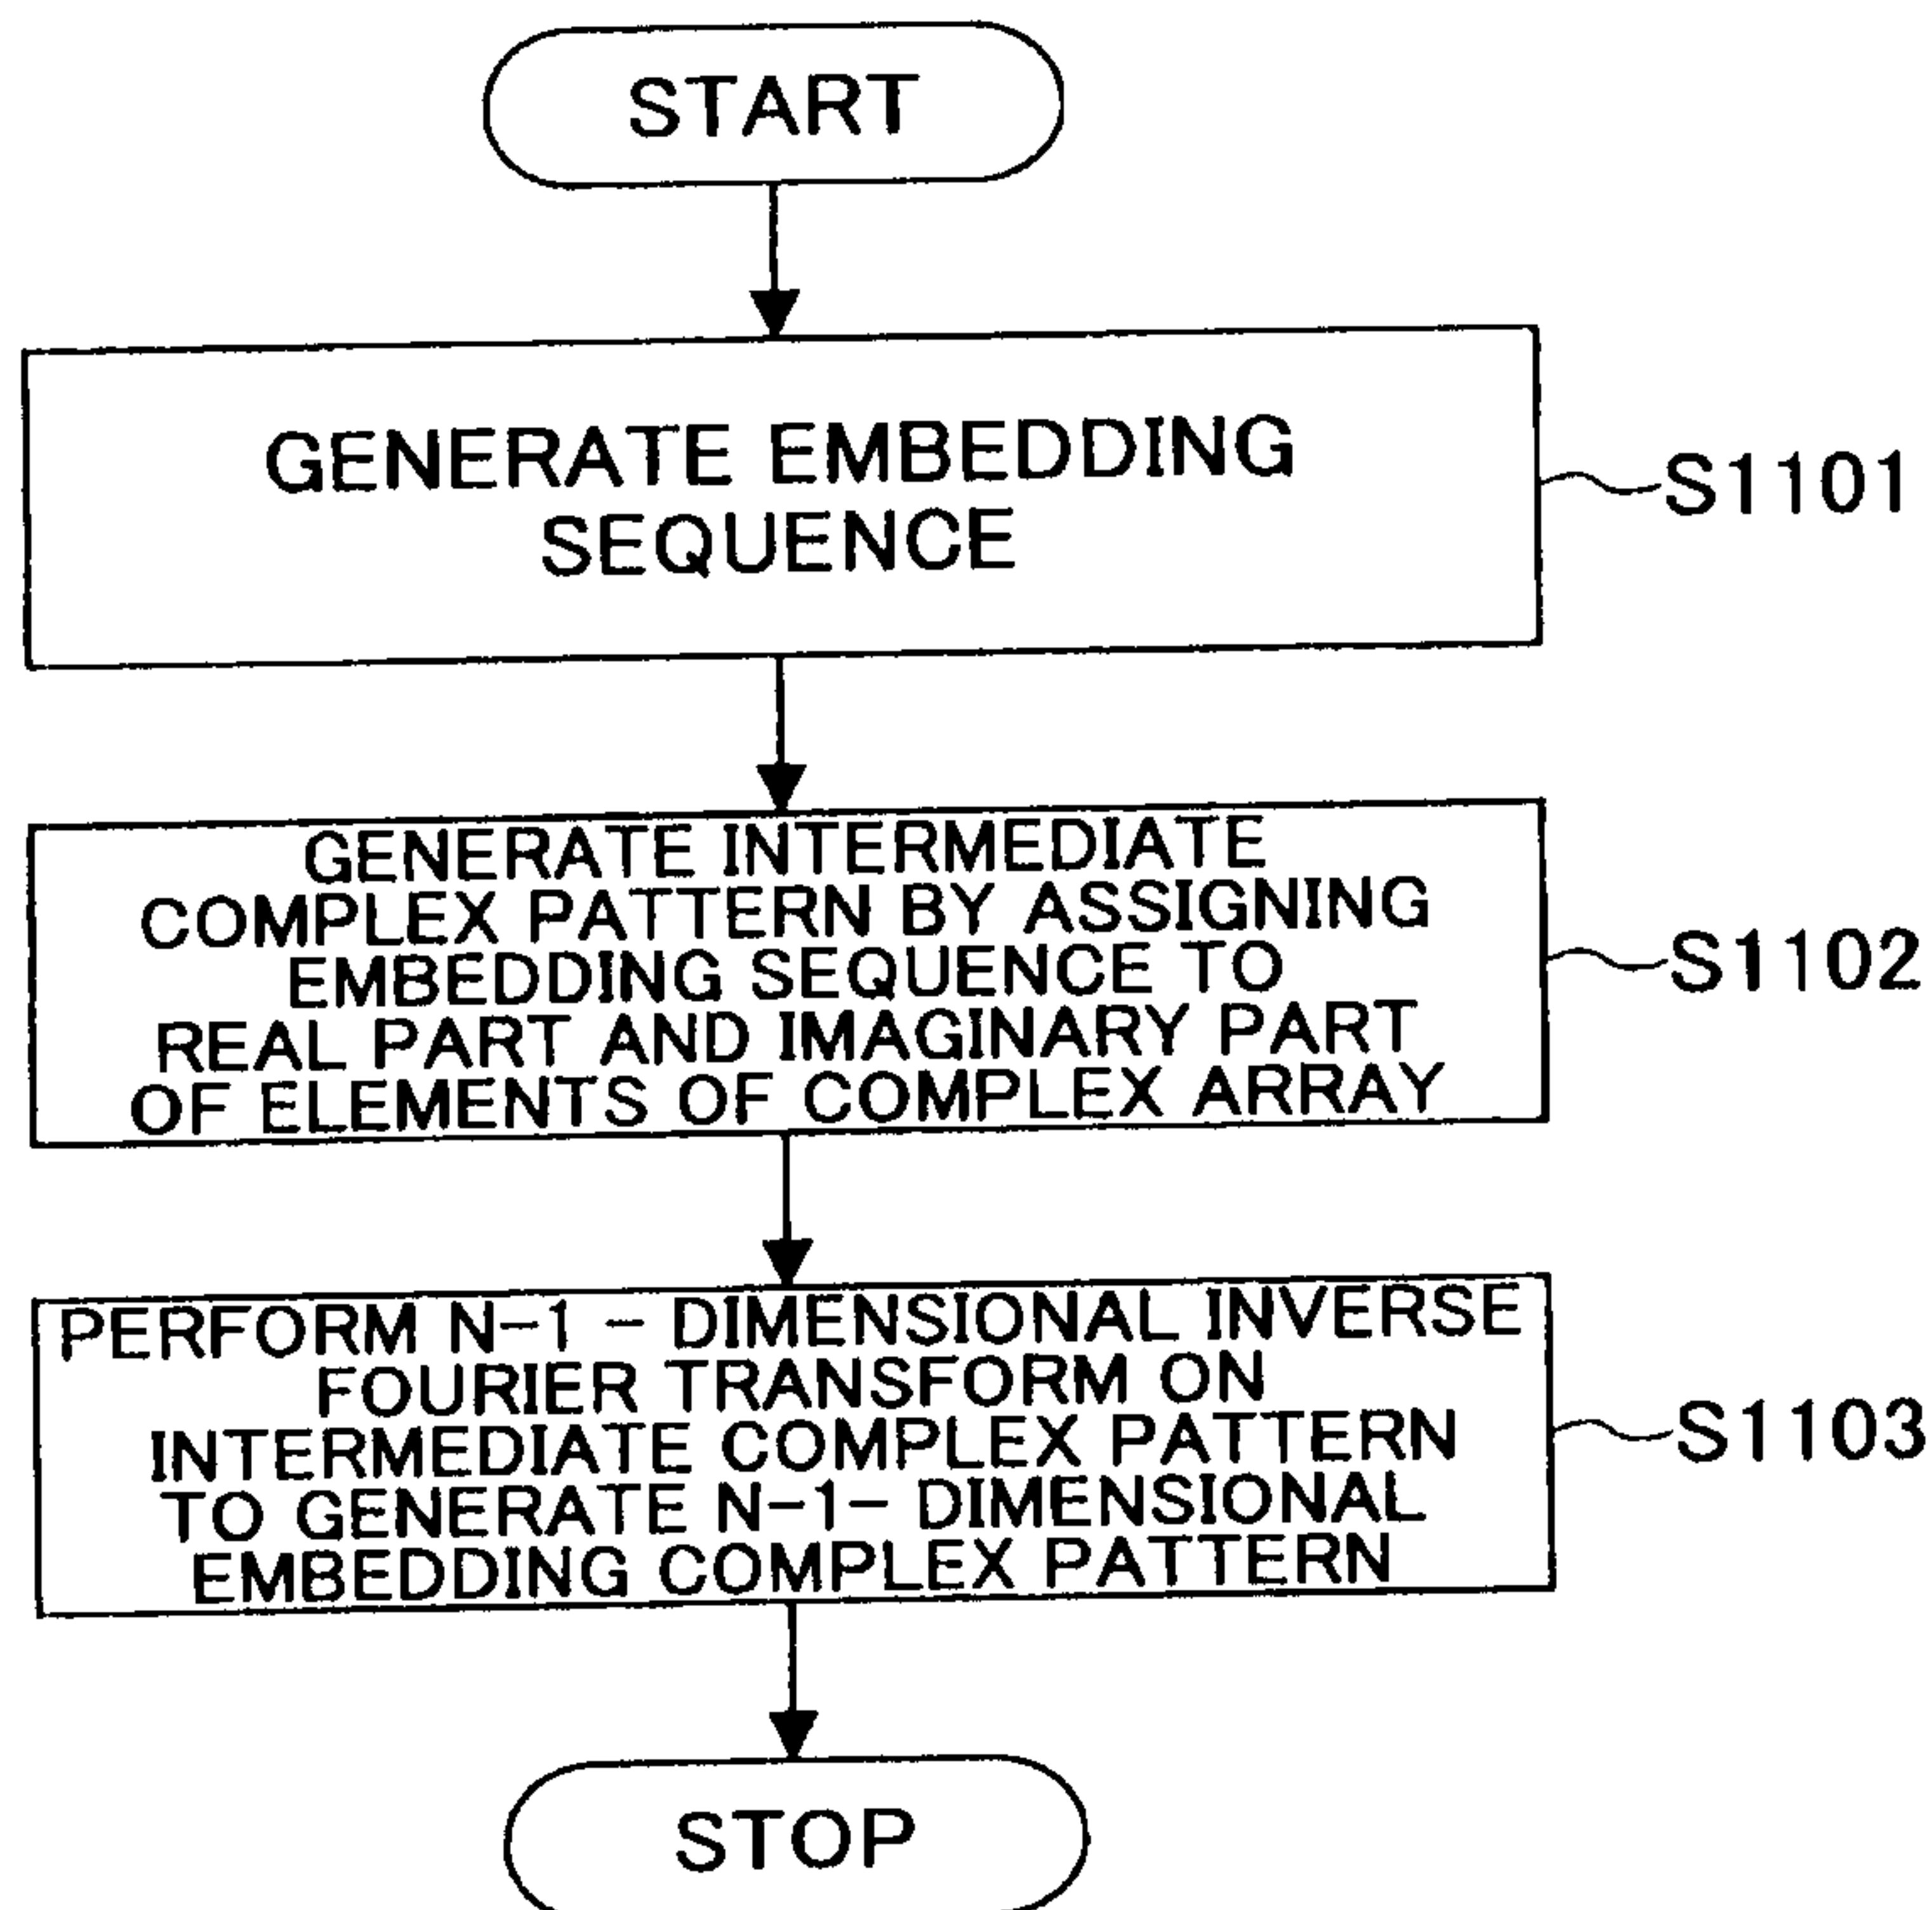 START
GENERATE EMBEDDING
SEQUENCE
S1101
GENERATE INTERMEDIATE
COMPLEX PATTERN BY ASSIGNING
EMBEDDING SEQUENCE TO
REAL PART AND IMAGINARY PART
OF ELEMENTS OF COMPLEX ARRAY
S1102
PERFORM N-1 - DIMENSIONAL INVERSE
FOURIER TRANSFORM ON
INTERMEDIATE COMPLEX PATTERN
TO GENERATE N-1- DIMENSIONAL
EMBEDDING COMPLEX PATTERN
S1103
STOP